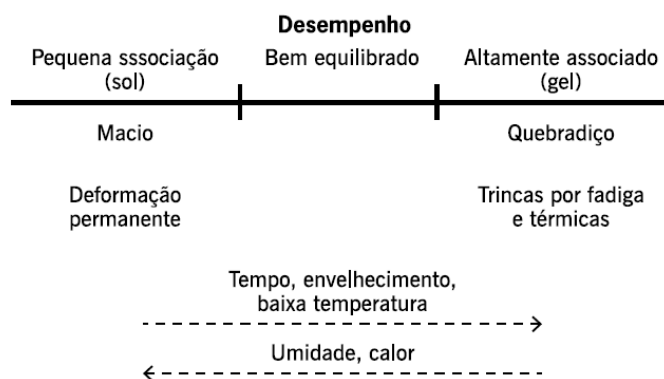 Desempenho
Pequena sssociação
(sol)
Bem equilibrado
Altamente associado
(gel)
Macio
Quebradiço
Deformação
permanente
Trincas por fadiga
e térmicas
Tempo, envelhecimento,
baixa temperatura
Umidade, calor